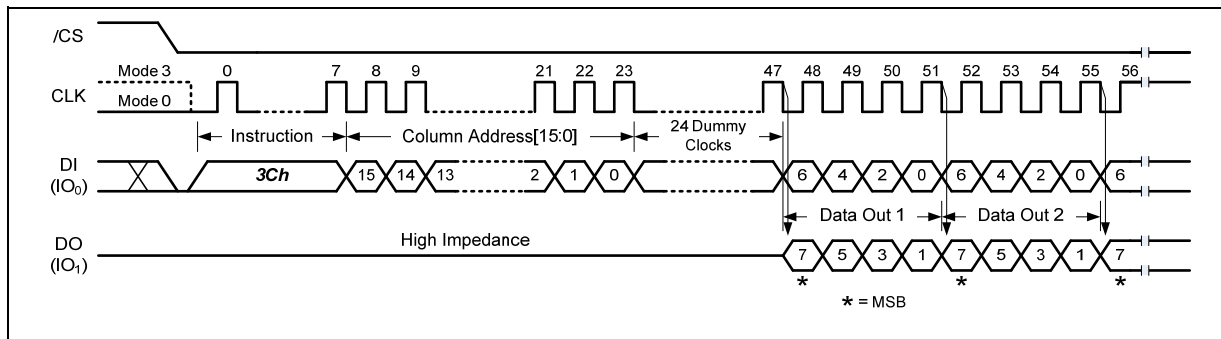 /CS
Mode 3 0 7 8 9 21 22 23 47 48 49 50 51 52 53 54 55 56
CLK Mode 0
Instruction Column Address[15:0] 24 Dummy Clocks
DI (IO0) 3Ch 15 14 13 2 1 0 6 4 2 0 6 4 2 0 6
Data Out 1 Data Out 2
High Impedance
DO (IO1) 7 5 3 1 7 5 3 1 7
* * *
* = MSB